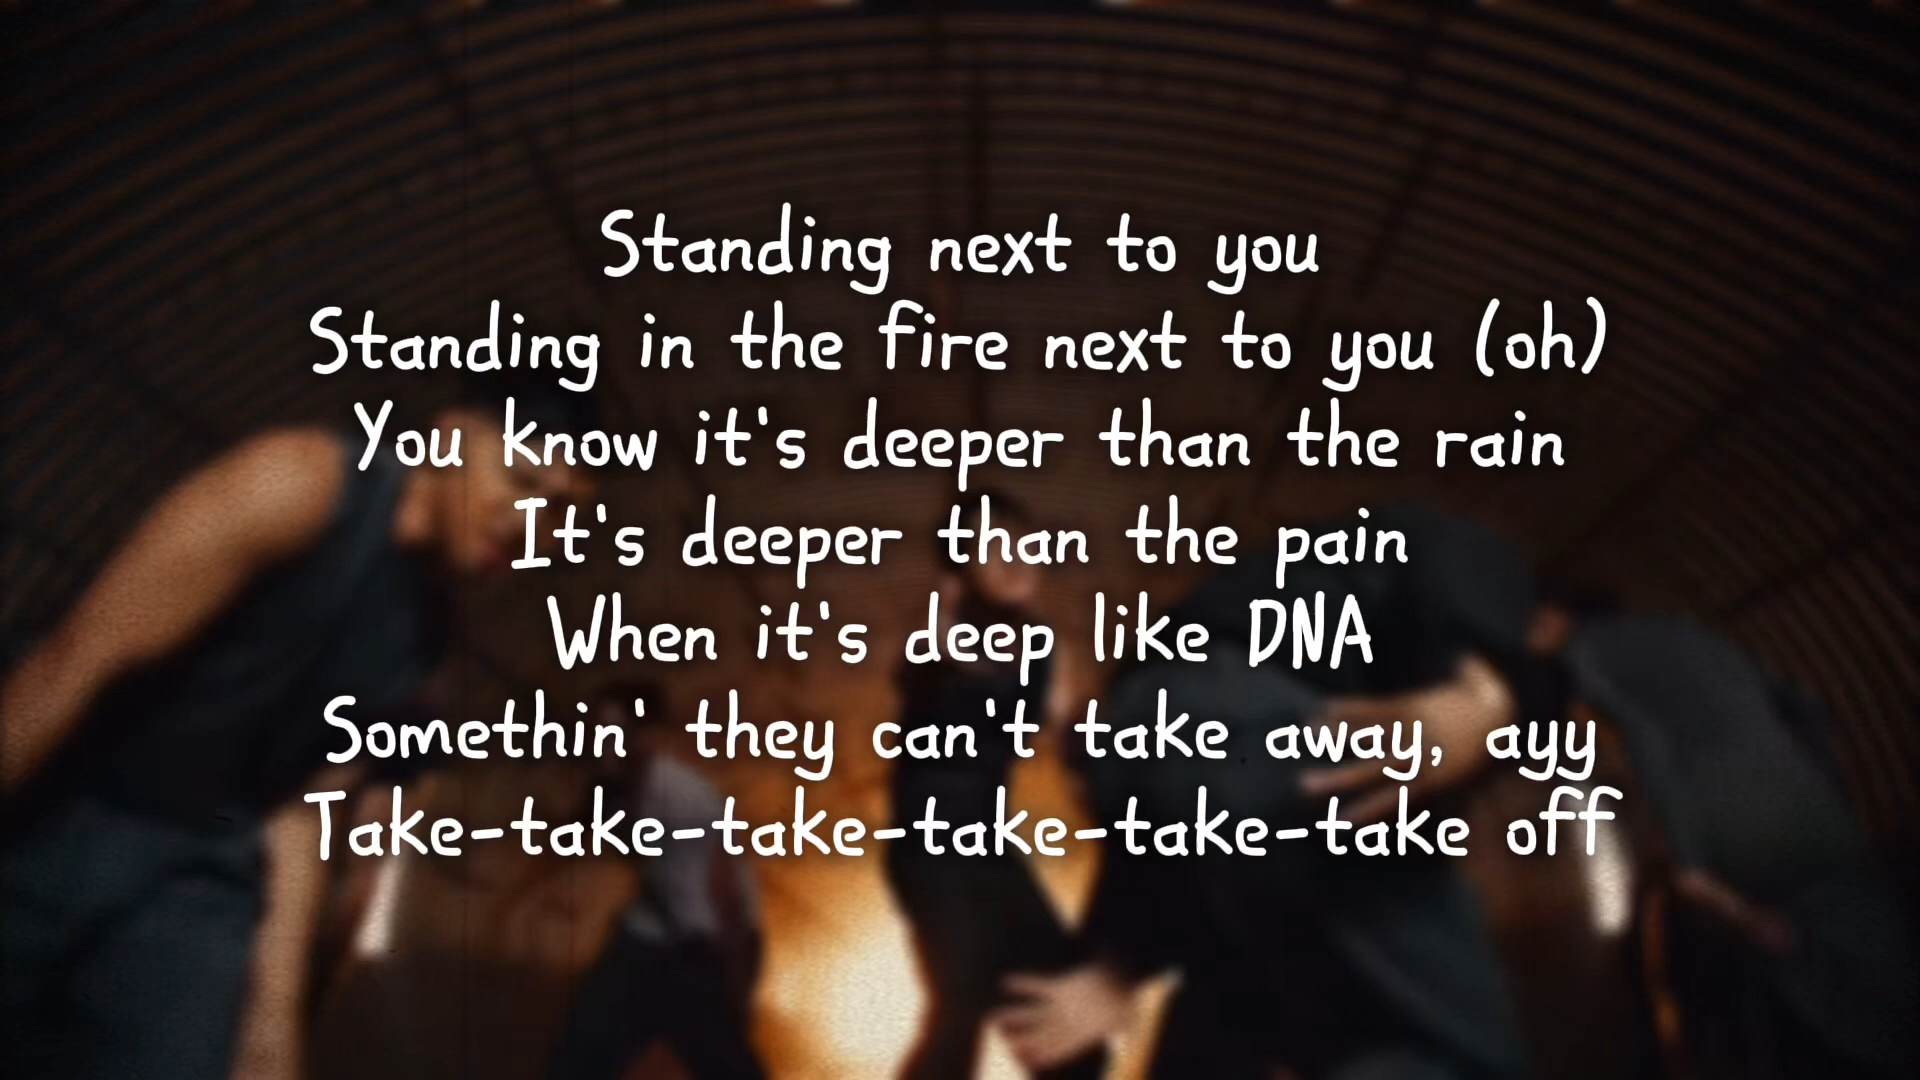 Standing next to you
Standing in the fire next to you (oh)
You know it's deeper than the rain
It's deeper than the pain
When it's deep like DNA
Somethin' they can't take away, ayy
Take-take-take-take-take-take off